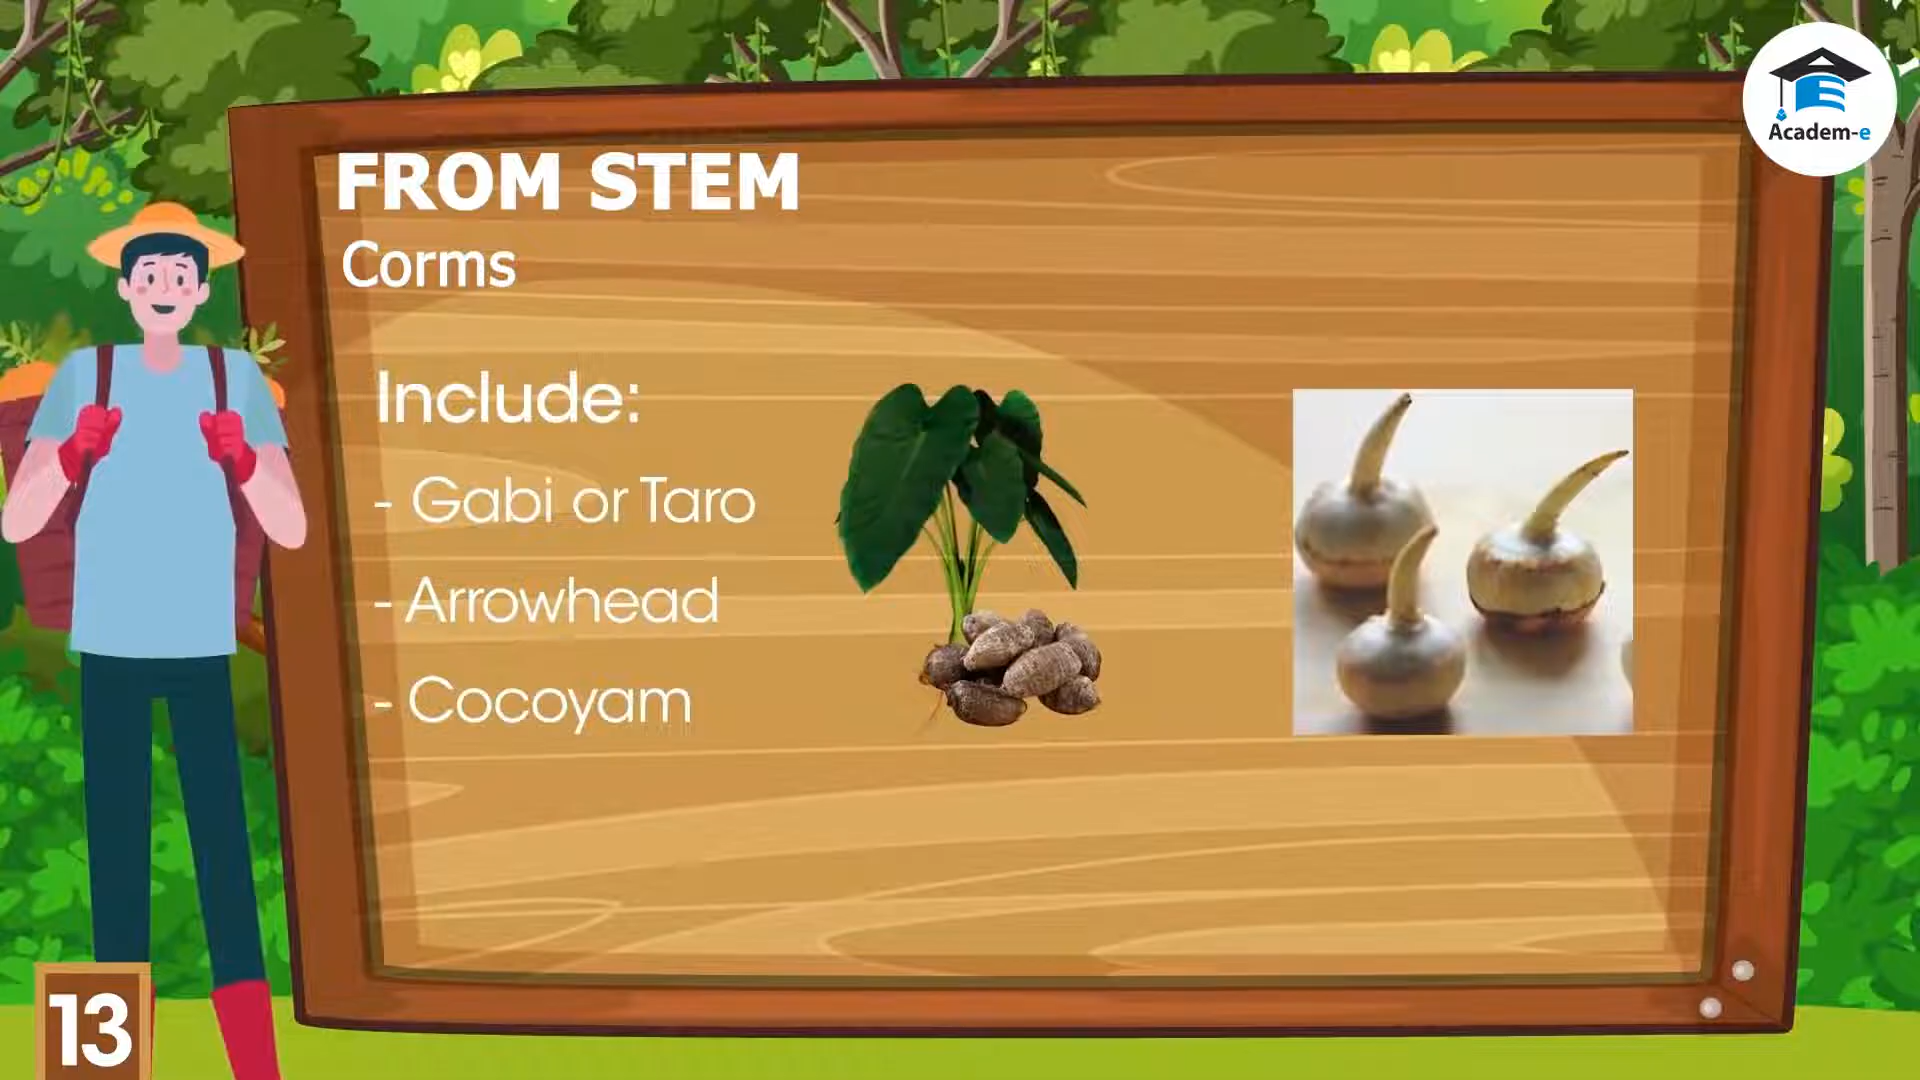 Academ-e
FROM STEM
Corms
Include:
- Gabi or Taro
- Arrowhead
- Cocoyam
13